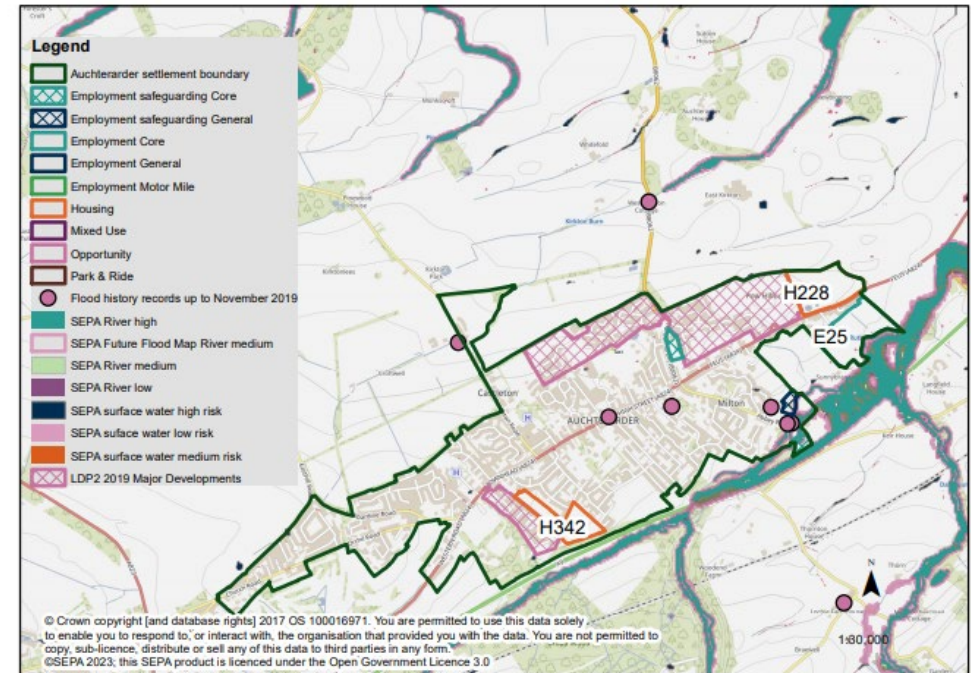 Legend
Auchterarder settlement boundary
Employment safeguarding Core
Employment safeguarding General
Employment Core
Employment General
Employment Motor Mile
Housing
Mixed Use
Opportunity
Park & Ride
Flood history records up to November 2019
SEPA River high
SEPA Future Flood Map River medium
SEPA River medium
SEPA River low
SEPA surface water high risk
SEPA suface water low risk
SEPA surface water medium risk
LDP2 2019 Major Developments
Kirkton Burn
H228
E25
Castleton
AUCHTERARDER
Milton
H342
N
1:30,000
© Crown copyright [and database rights] 2017 OS 100016971. You are permitted to use this data solely
to enable you to respond to, or interact with, the organisation that provided you with the data. You are not permitted to
copy, sub-licence, distribute or sell any of this data to third parties in any form.
©SEPA 2023; this SEPA product is licenced under the Open Government Licence 3.0